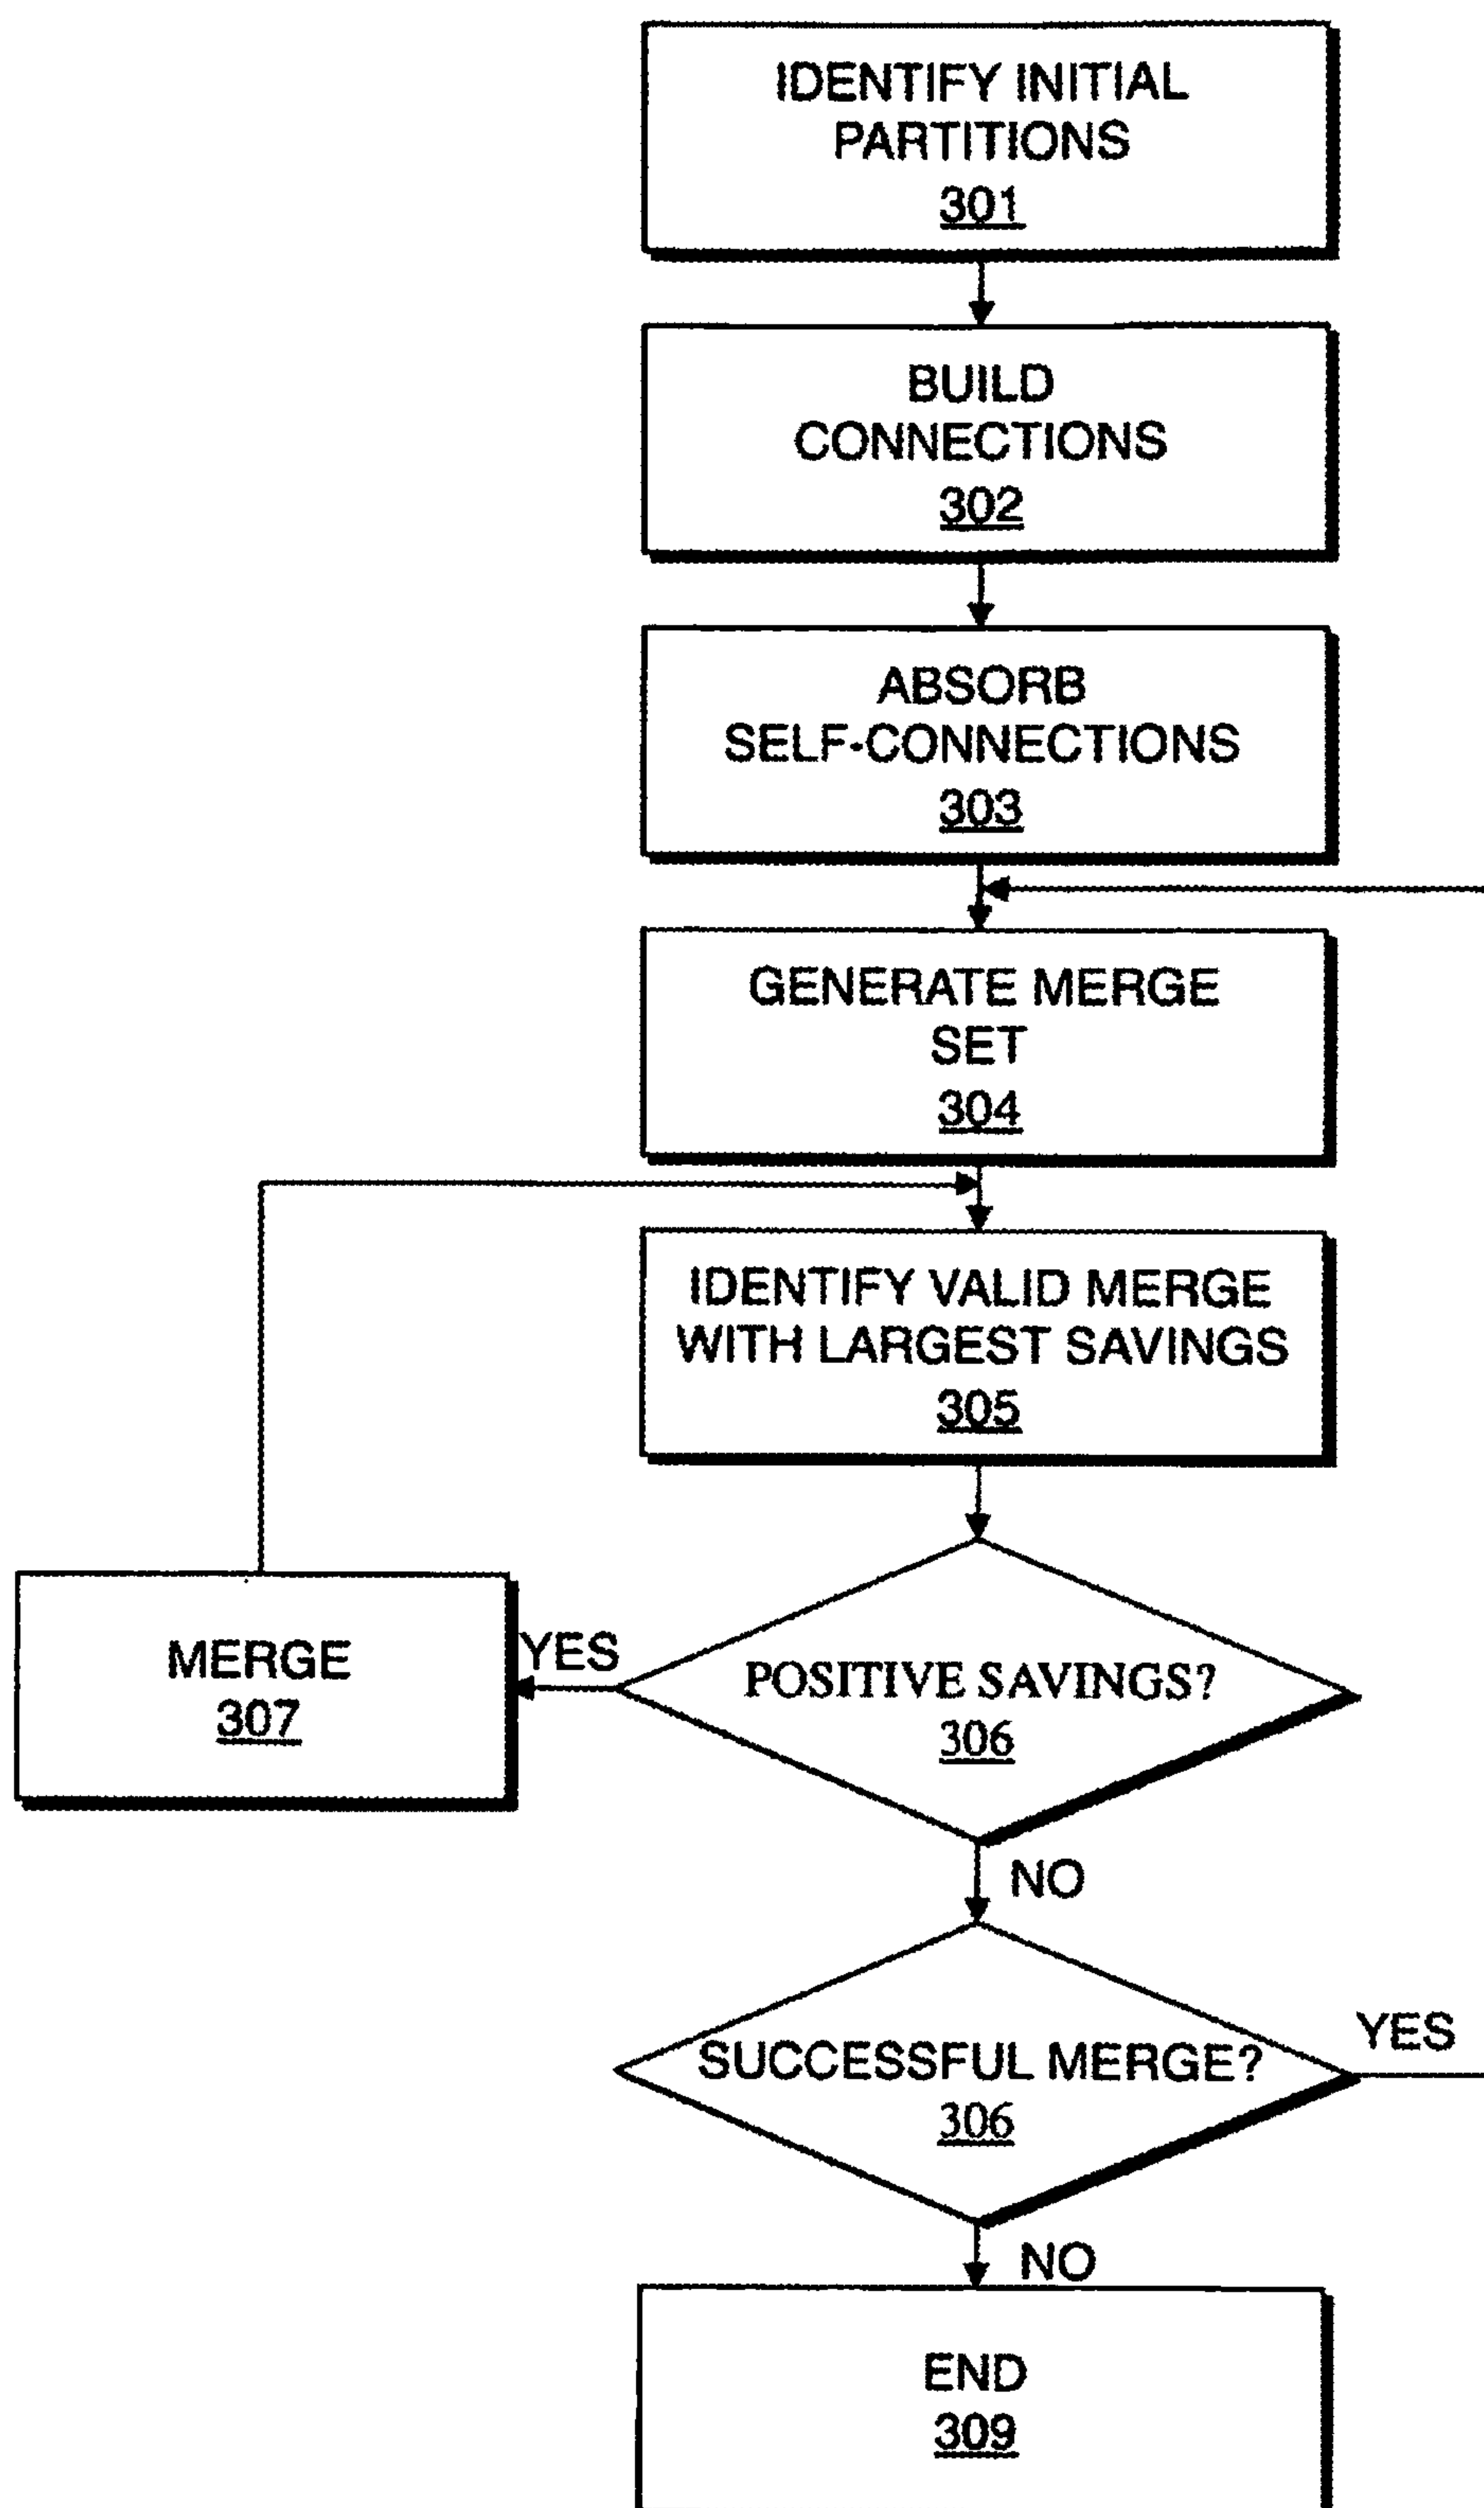 IDENTIFY INITIAL
PARTITIONS
301
BUILD
CONNECTIONS
302
ABSORB
SELF-CONNECTIONS
303
GENERATE MERGE
SET
304
IDENTIFY VALID MERGE
WITH LARGEST SAVINGS
305
MERGE
307
YES
POSITIVE SAVINGS?
306
NO
SUCCESSFUL MERGE?
306
YES
NO
END
309